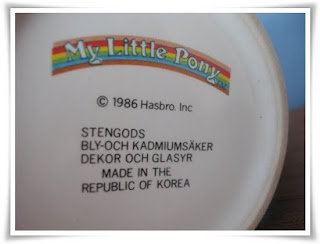 My Little Pony
© 1986 Hasbro. Inc
STENGODS
BLY-OCH KADMIUMSÄKER
DEKOR OCH GLASYR
MADE IN THE
REPUBLIC OF KOREA